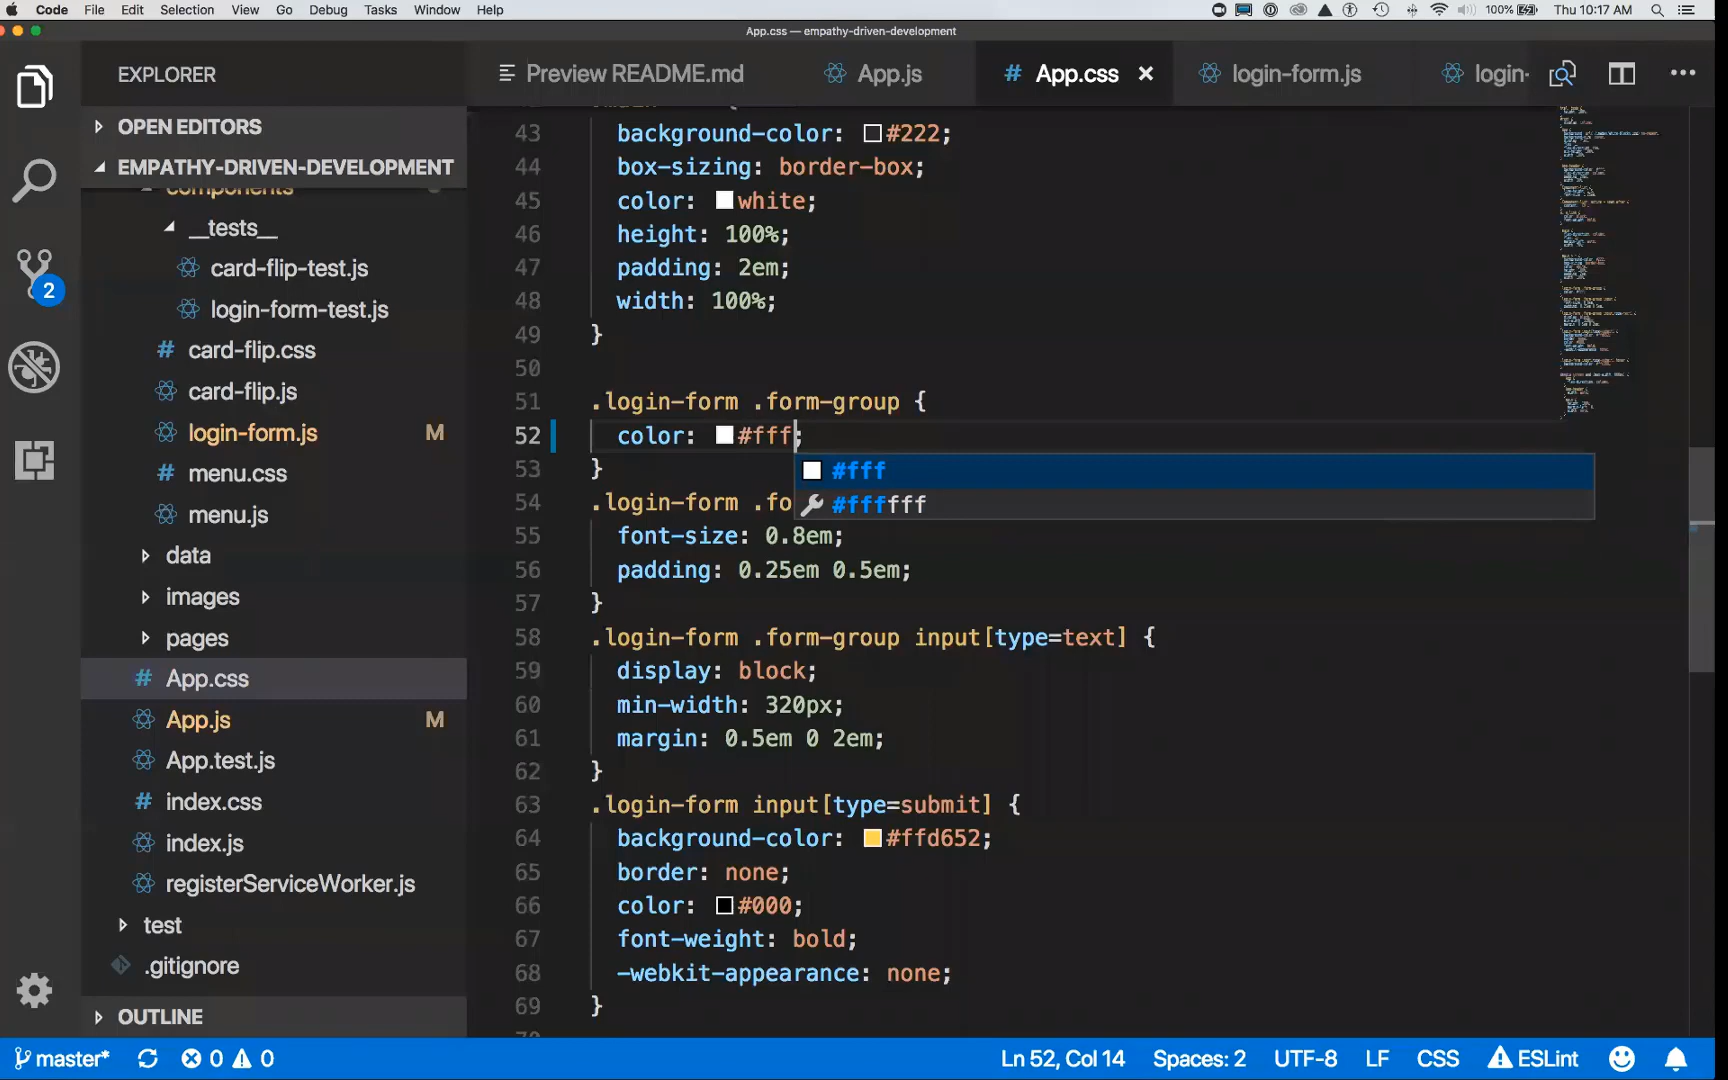 Code File Edit Selection View Go Debug Tasks Window Help 100% Thu 10:17 AM
App.css — empathy-driven-development
EXPLORER
Preview README.md App.js # App.css × login-form.js login-
OPEN EDITORS
EMPATHY-DRIVEN-DEVELOPMENT
components
__tests__
card-flip-test.js
login-form-test.js
# card-flip.css
card-flip.js
login-form.js M
# menu.css
menu.js
data
images
pages
# App.css
App.js M
App.test.js
# index.css
index.js
registerServiceWorker.js
test
.gitignore
OUTLINE
2
43 background-color: #222;
44 box-sizing: border-box;
45 color: white;
46 height: 100%;
47 padding: 2em;
48 width: 100%;
49 }
50
51 .login-form .form-group {
52 color: #fff;
#fff
#ffffff
53 }
54 .login-form .fo
55 font-size: 0.8em;
56 padding: 0.25em 0.5em;
57 }
58 .login-form .form-group input[type=text] {
59 display: block;
60 min-width: 320px;
61 margin: 0.5em 0 2em;
62 }
63 .login-form input[type=submit] {
64 background-color: #ffd652;
65 border: none;
66 color: #000;
67 font-weight: bold;
68 -webkit-appearance: none;
69 }
master* 0 0 Ln 52, Col 14 Spaces: 2 UTF-8 LF CSS ESLint